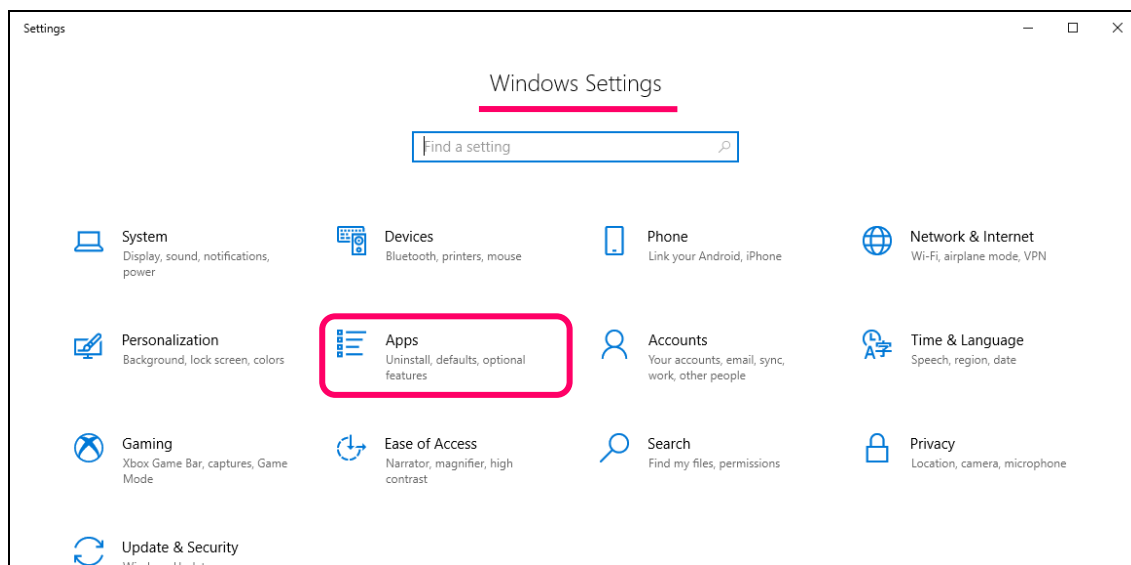 Settings
Windows Settings
Find a setting
System
Display, sound, notifications,
power
Devices
Bluetooth, printers, mouse
Phone
Link your Android, iPhone
Network & Internet
Wi-Fi, airplane mode, VPN
Personalization
Background, lock screen, colors
Apps
Uninstall, defaults, optional
features
Accounts
Your accounts, email, sync,
work, other people
Time & Language
Speech, region, date
Gaming
Xbox Game Bar, captures, Game
Mode
Ease of Access
Narrator, magnifier, high
contrast
Search
Find my files, permissions
Privacy
Location, camera, microphone
Update & Security